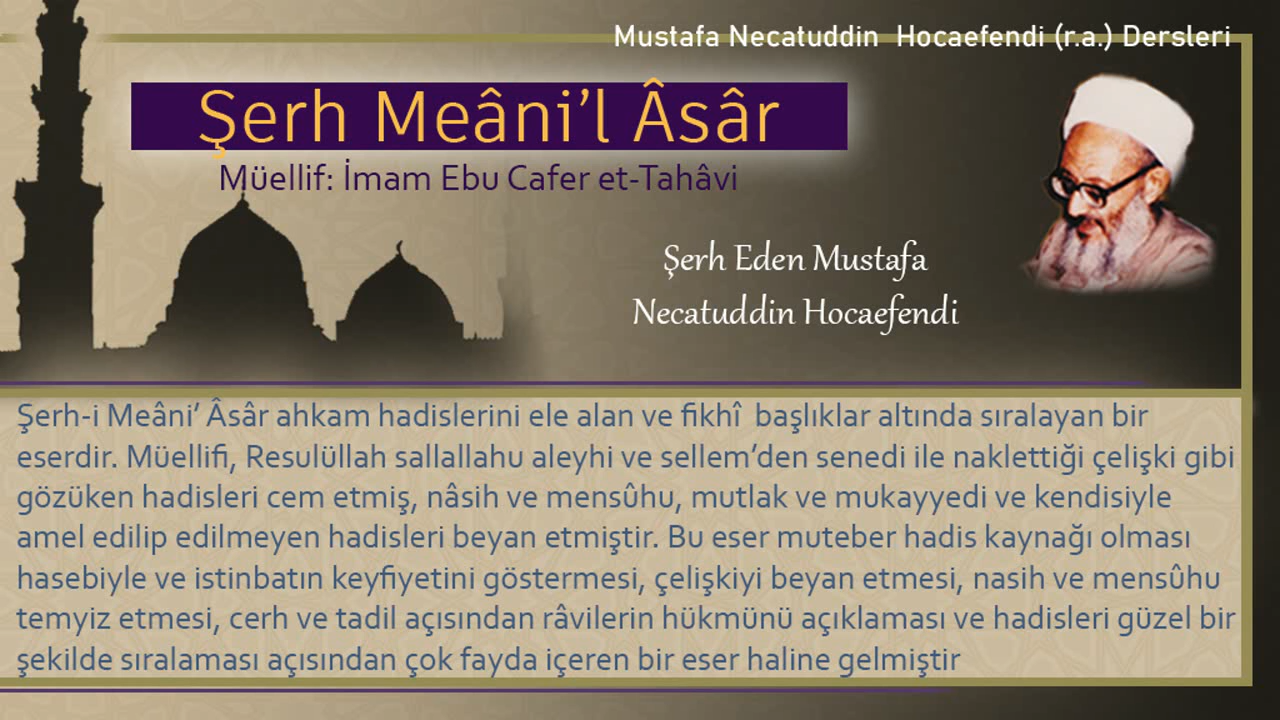 Mustafa Necatuddin Hocaefendi (r.a.) Dersleri
Şerh Meâni’l Âsâr
Müellif: İmam Ebu Cafer et-Tahâvi
Şerh Eden Mustafa
Necatuddin Hocaefendi
Şerh-i Meâni’ Âsâr ahkam hadislerini ele alan ve fikhî başlıklar altında sıralayan bir
eserdir. Müellifi, Resulüllah sallallahu aleyhi ve sellem’den senedi ile naklettiği çelişki gibi
gözüken hadisleri cem etmiş, nâsih ve mensûhu, mutlak ve mukayyedi ve kendisiyle
amel edilip edilmeyen hadisleri beyan etmiştir. Bu eser muteber hadis kaynağı olması
hasebiyle ve istinbatın keyfiyetini göstermesi, çelişkiyi beyan etmesi, nasih ve mensûhu
temyiz etmesi, cerh ve tadil açısından râvilerin hükmünü açıklaması ve hadisleri güzel bir
şekilde sıralaması açısından çok fayda içeren bir eser haline gelmiştir